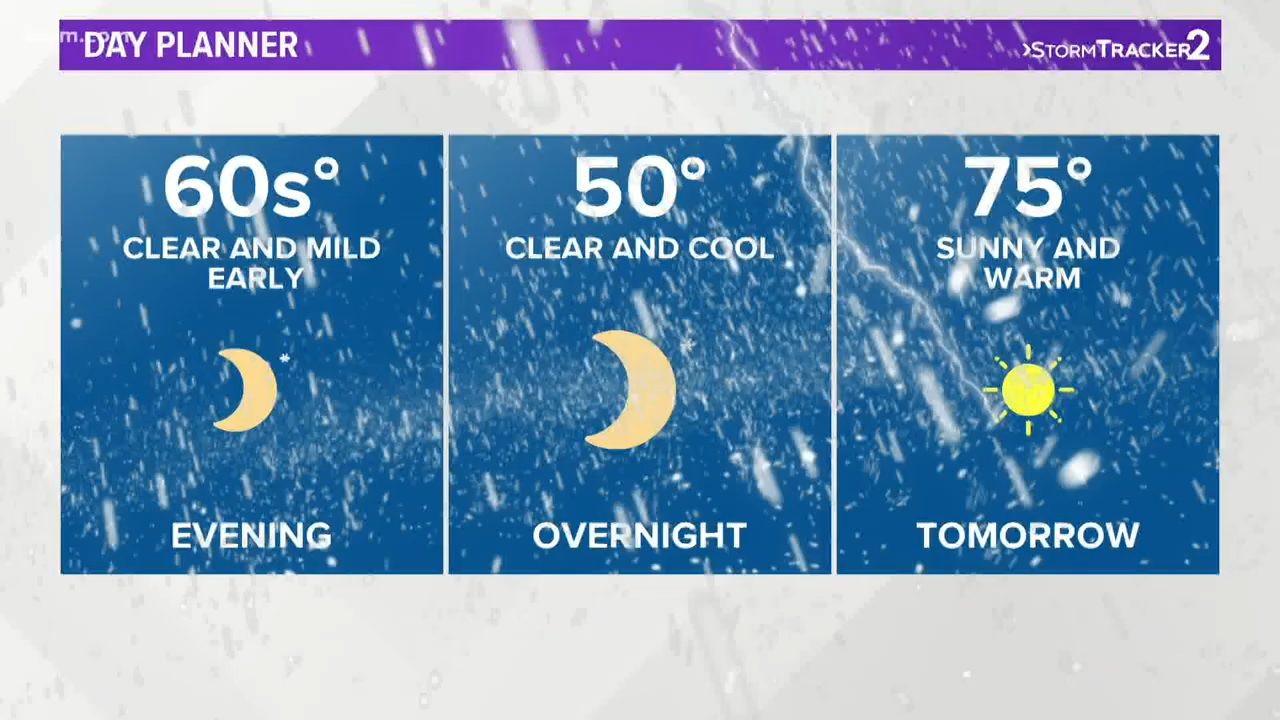 DAY PLANNER
›STORMTRACKER2
60s°
CLEAR AND MILD
EARLY
EVENING
50°
CLEAR AND COOL
OVERNIGHT
75°
SUNNY AND
WARM
TOMORROW